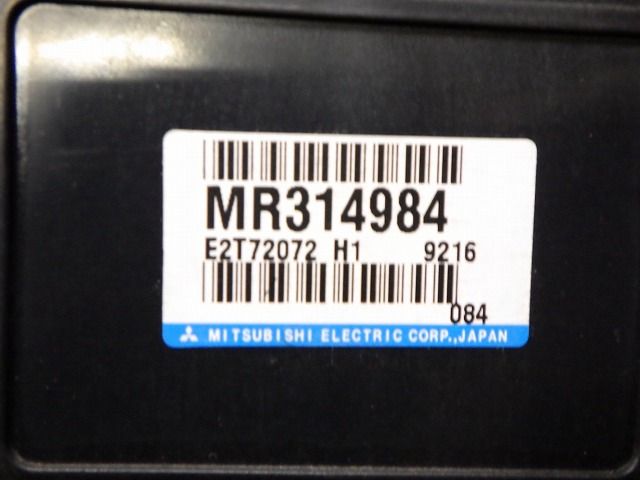 MR314984
E2T72072 H1 9216
084
MITSUBISHI ELECTRIC CORP.,JAPAN